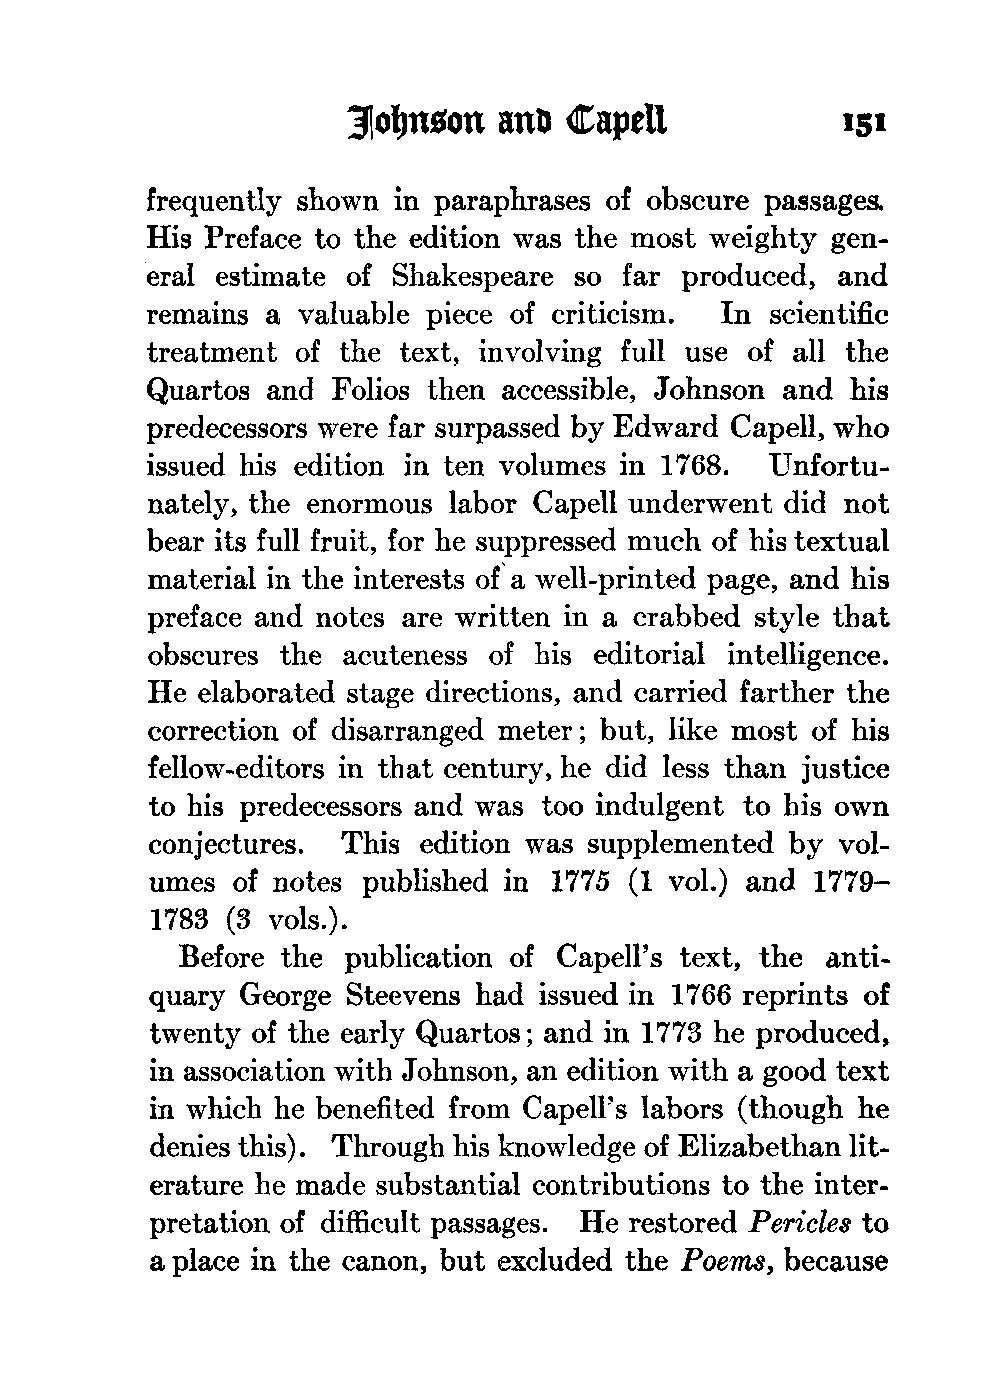 Johnson and Capell 151
frequently shown in paraphrases of obscure passages.
His Preface to the edition was the most weighty gen-
eral estimate of Shakespeare so far produced, and
remains a valuable piece of criticism. In scientific
treatment of the text, involving full use of all the
Quartos and Folios then accessible, Johnson and his
predecessors were far surpassed by Edward Capell, who
issued his edition in ten volumes in 1768. Unfortu-
nately, the enormous labor Capell underwent did not
bear its full fruit, for he suppressed much of his textual
material in the interests of a well-printed page, and his
preface and notes are written in a crabbed style that
obscures the acuteness of his editorial intelligence.
He elaborated stage directions, and carried farther the
correction of disarranged meter; but, like most of his
fellow-editors in that century, he did less than justice
to his predecessors and was too indulgent to his own
conjectures. This edition was supplemented by vol-
umes of notes published in 1775 (1 vol.) and 1779–
1783 (3 vols.).
Before the publication of Capell's text, the anti-
quary George Steevens had issued in 1766 reprints of
twenty of the early Quartos; and in 1773 he produced,
in association with Johnson, an edition with a good text
in which he benefited from Capell's labors (though he
denies this). Through his knowledge of Elizabethan lit-
erature he made substantial contributions to the inter-
pretation of difficult passages. He restored Pericles to
a place in the canon, but excluded the Poems, because